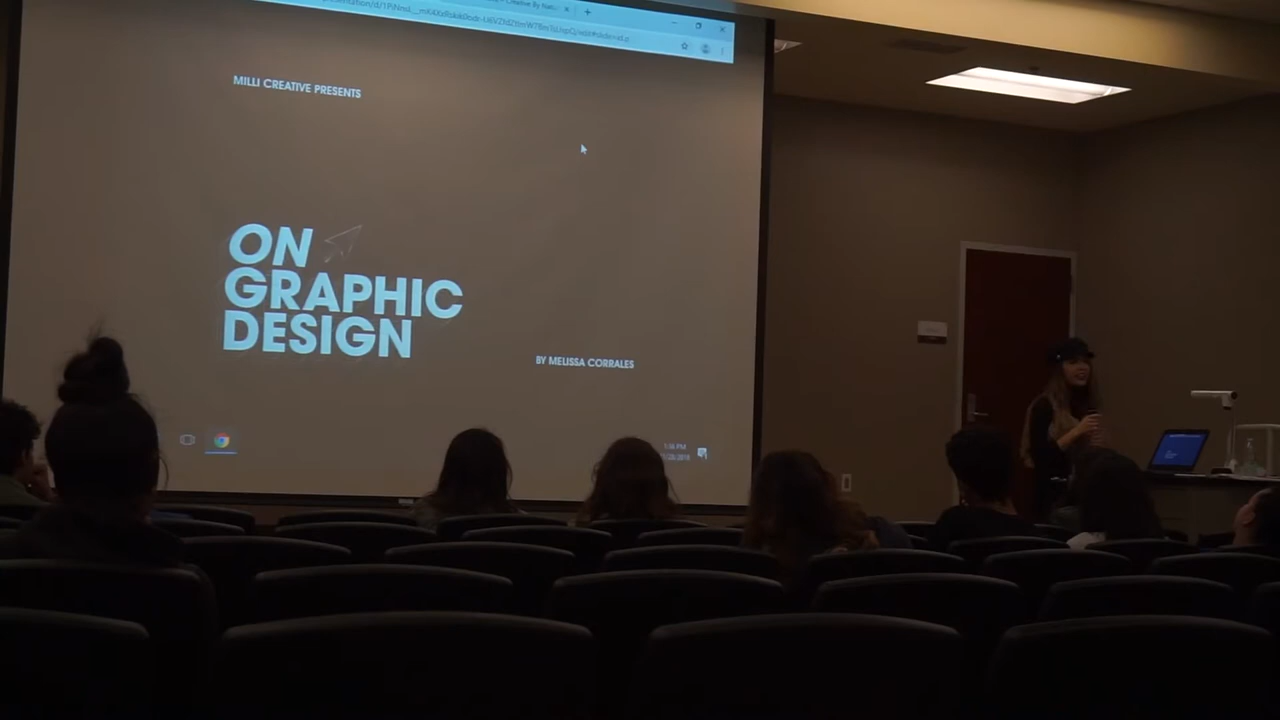 MILLI CREATIVE PRESENTS
ON
GRAPHIC
DESIGN
BY MELISSA CORRALES